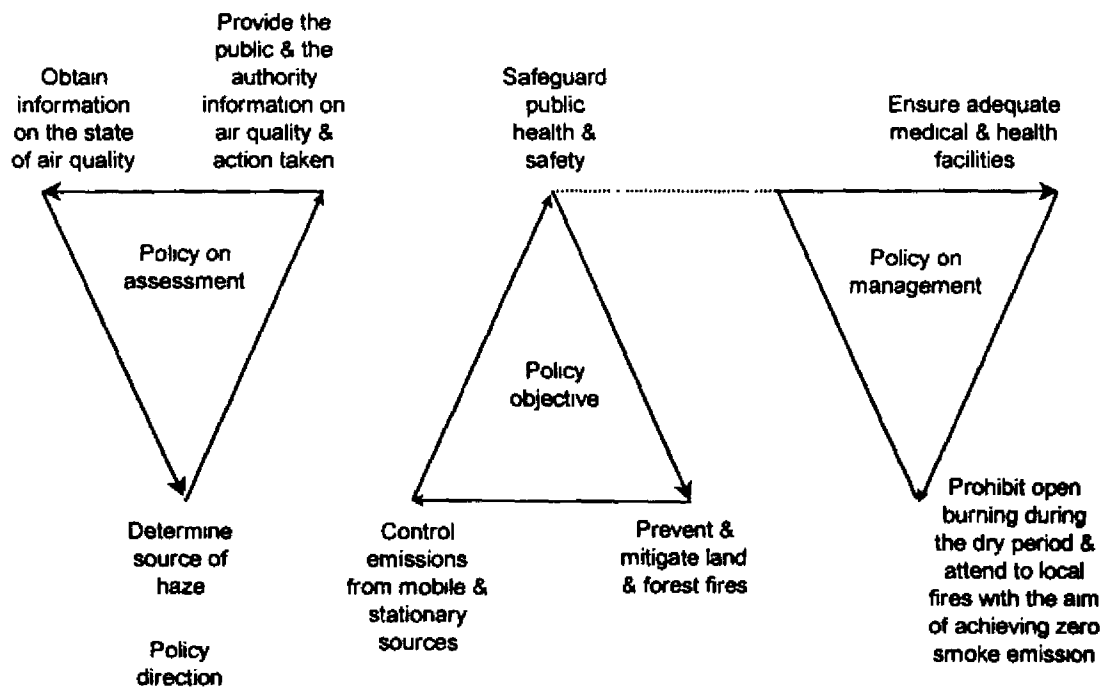 Obtain
information
on the state
of air quality
Provide the
public & the
authority
information on
air quality &
action taken
Safeguard
public
health &
safety
Ensure adequate
medical & health
facilities
Policy on
assessment
Policy
objective
Policy on
management
Determine
source of
haze
Control
emissions
from mobile &
stationary
sources
Prevent &
mitigate land
& forest fires
Prohibit open
burning during
the dry period &
attend to local
fires with the aim
of achieving zero
smoke emission
Policy
direction